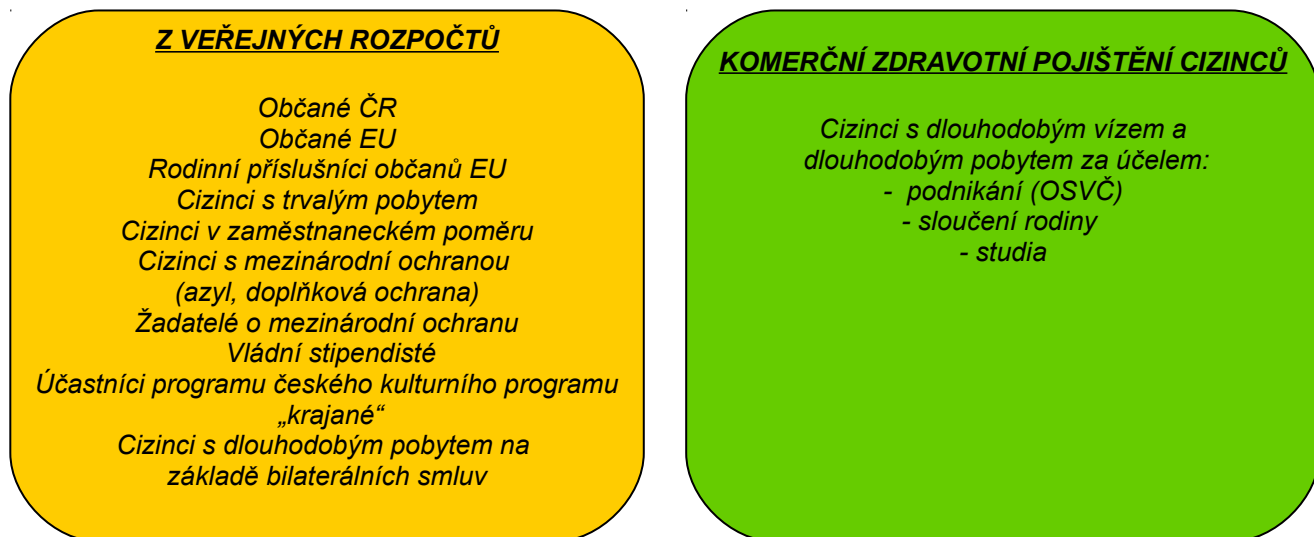 Z VEŘEJNÝCH ROZPOČTŮ
Občané ČR
Občané EU
Rodinní příslušníci občanů EU
Cizinci s trvalým pobytem
Cizinci v zaměstnaneckém poměru
Cizinci s mezinárodní ochranou
(azyl, doplňková ochrana)
Žadatelé o mezinárodní ochranu
Vládní stipendisté
Účastníci programu českého kulturního programu
„krajané“
Cizinci s dlouhodobým pobytem na
základě bilaterálních smluv
KOMERČNÍ ZDRAVOTNÍ POJIŠTĚNÍ CIZINCŮ
Cizinci s dlouhodobým vízem a
dlouhodobým pobytem za účelem:
- podnikání (OSVČ)
- sloučení rodiny
- studia